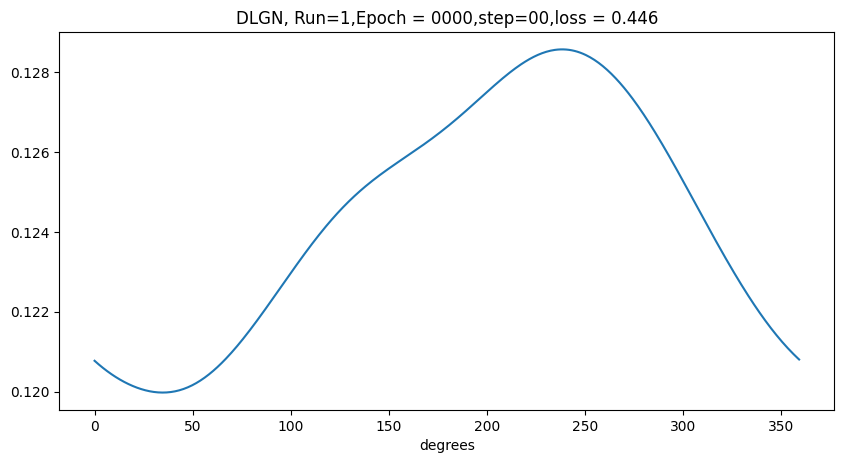 DLGN, Run=1,Epoch = 0000,step=00,loss = 0.446
0.128
0.126
0.124
0.122
0.120
0 50 100 150 200 250 300 350
degrees